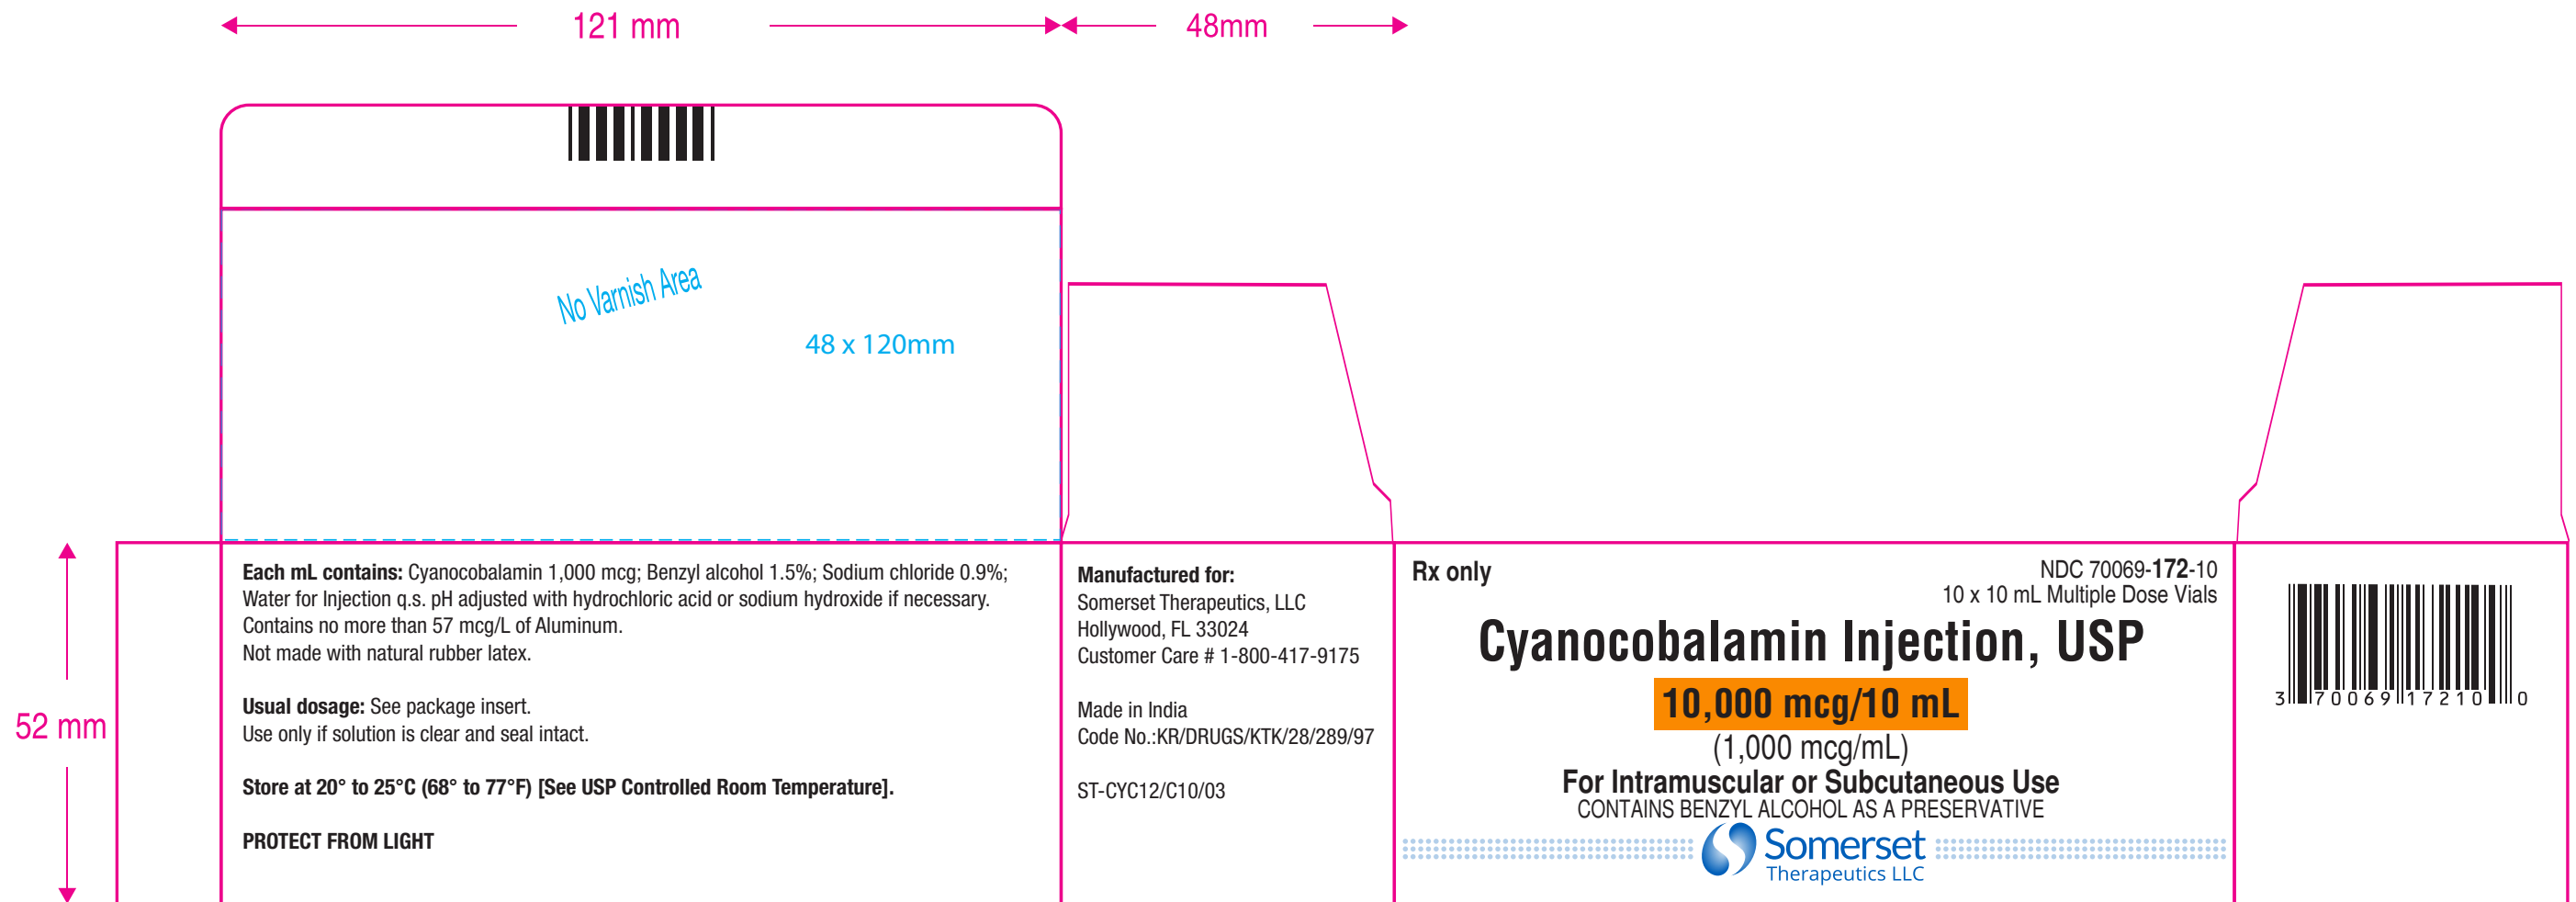 121 mm
48mm
No Varnish Area
48 x 120mm
52 mm
Each mL contains: Cyanocobalamin 1,000 mcg; Benzyl alcohol 1.5%; Sodium chloride 0.9%;
Water for Injection q.s. pH adjusted with hydrochloric acid or sodium hydroxide if necessary.
Contains no more than 57 mcg/L of Aluminum.
Not made with natural rubber latex.
Usual dosage: See package insert.
Use only if solution is clear and seal intact.
Store at 20° to 25°C (68° to 77°F) [See USP Controlled Room Temperature].
PROTECT FROM LIGHT
Manufactured for:
Somerset Therapeutics, LLC
Hollywood, FL 33024
Customer Care # 1-800-417-9175
Made in India
Code No.:KR/DRUGS/KTK/28/289/97
ST-CYC12/C10/03
Rx only
NDC 70069-172-10
10 x 10 mL Multiple Dose Vials
Cyanocobalamin Injection, USP
10,000 mcg/10 mL
(1,000 mcg/mL)
For Intramuscular or Subcutaneous Use
CONTAINS BENZYL ALCOHOL AS A PRESERVATIVE
Somerset
Therapeutics LLC
3 70069 17210 0